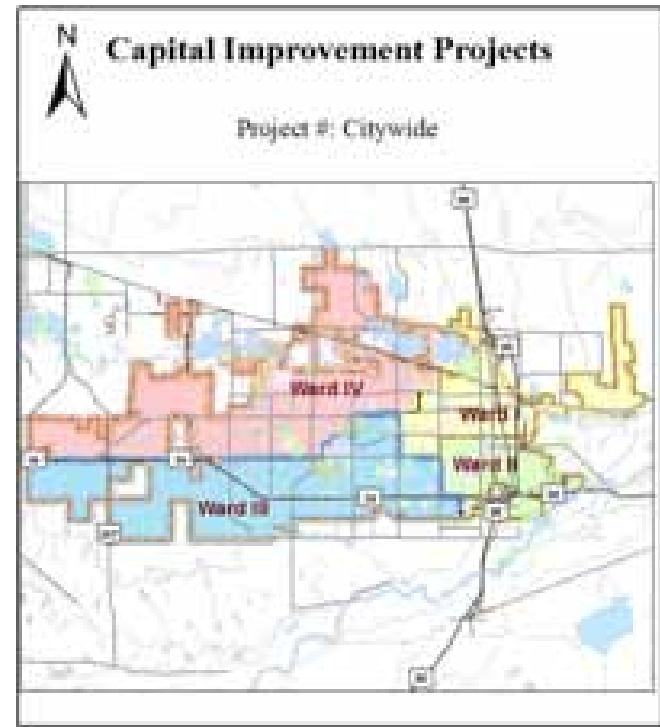 N
Capital Improvement Projects
Project #: Citywide
Ward IV
Ward I
Ward II
Ward III